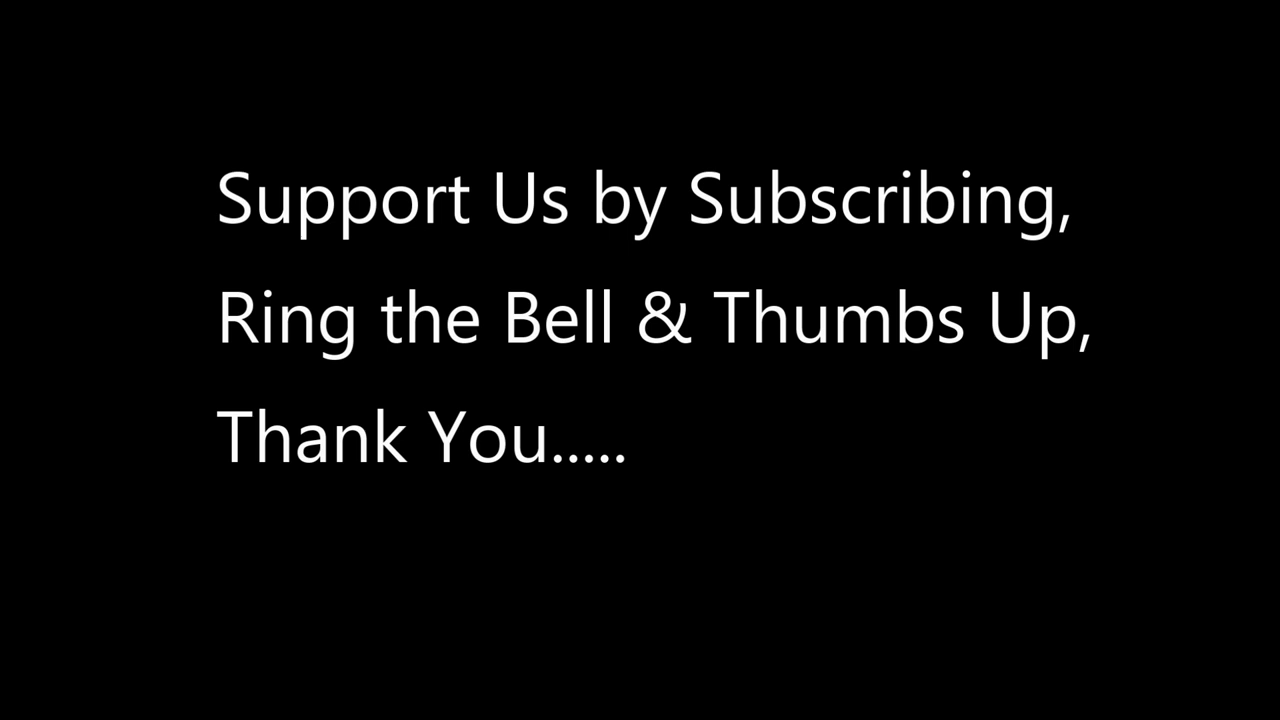 Support Us by Subscribing,
Ring the Bell & Thumbs Up,
Thank You.....